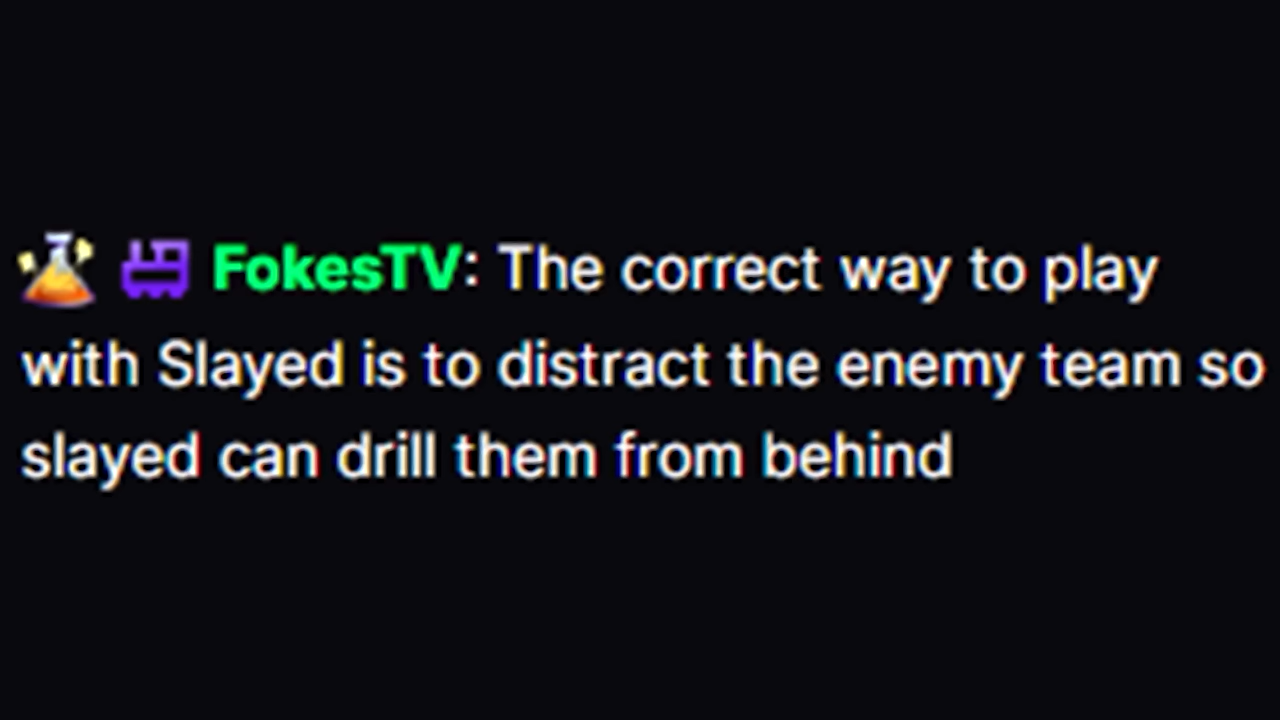 FokesTV: The correct way to play
with Slayed is to distract the enemy team so
slayed can drill them from behind